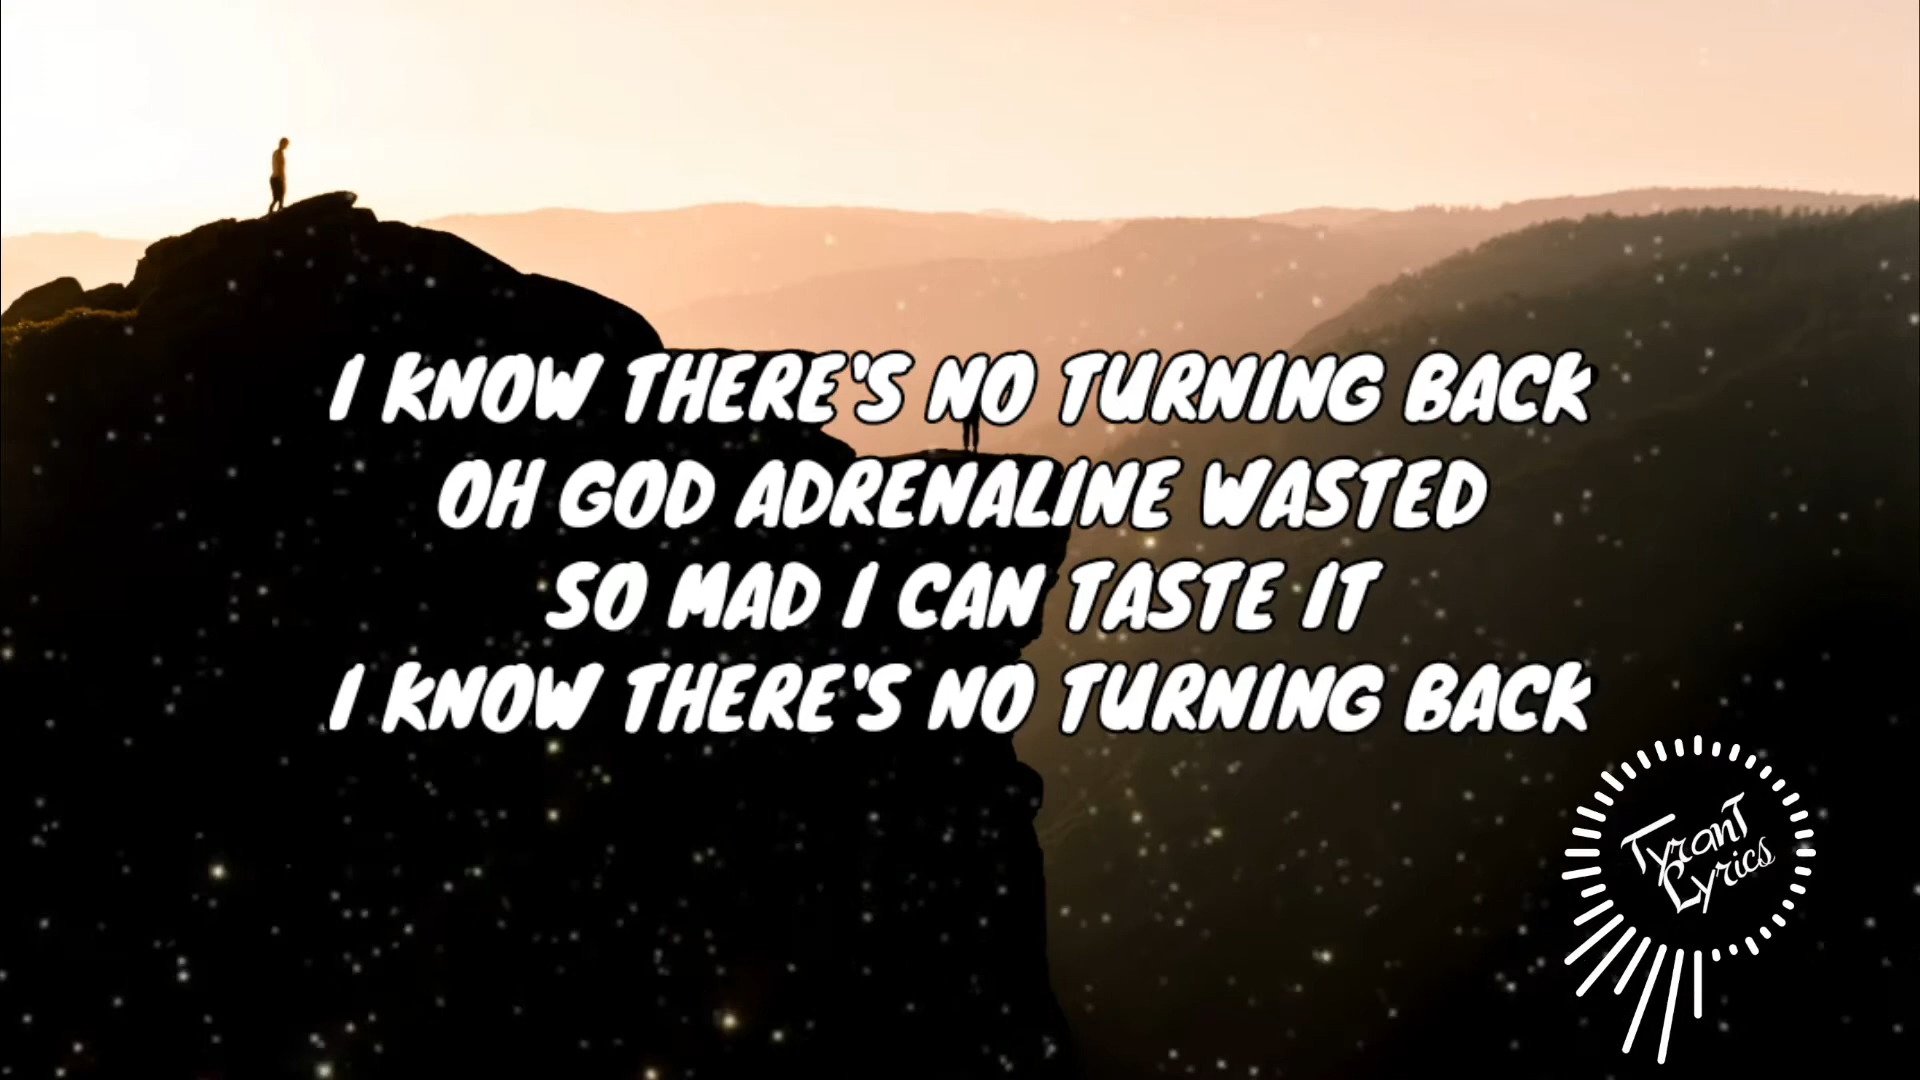 I KNOW THERE'S NO TURNING BACK
OH GOD ADRENALINE WASTED
SO MAD I CAN TASTE IT
I KNOW THERE'S NO TURNING BACK
TyranT
Lyrics